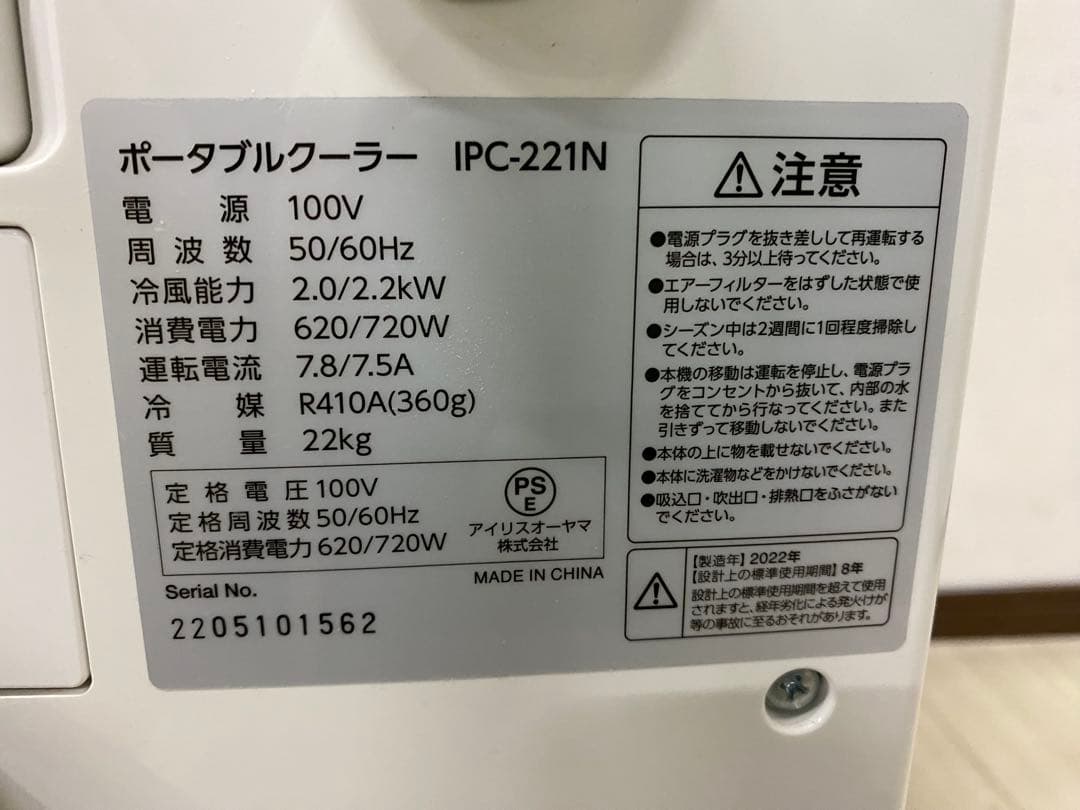 ポータブルクーラー IPC-221N
電源 100V
周波数 50/60Hz
冷風能力 2.0/2.2kW
消費電力 620/720W
運転電流 7.8/7.5A
冷媒 R410A(360g)
質量 22kg
定格電圧 100V
定格周波数 50/60Hz
定格消費電力 620/720W
PS
E
アイリスオーヤマ
株式会社
MADE IN CHINA
Serial No.
2205101562
注意
●電源プラグを抜き差しして再運転する
場合は、3分以上待ってください。
●エアーフィルターをはずした状態で使
用しないでください。
●シーズン中は2週間に1回程度掃除し
てください。
●本機の移動は運転を停止し、電源プラ
グをコンセントから抜いて、内部の水
を捨ててから行なってください。また
引きずって移動しないでください。
●本体の上に物を載せないでください。
●本体に洗濯物などをかけないでください。
●吸込口・吹出口・排熱口をふさがない
でください。
【製造年】2022年
【設計上の標準使用期間】8年
設計上の標準使用期間を超えて使用
されますと、経年劣化による発火けが
等の事故に至るおそれがあります。